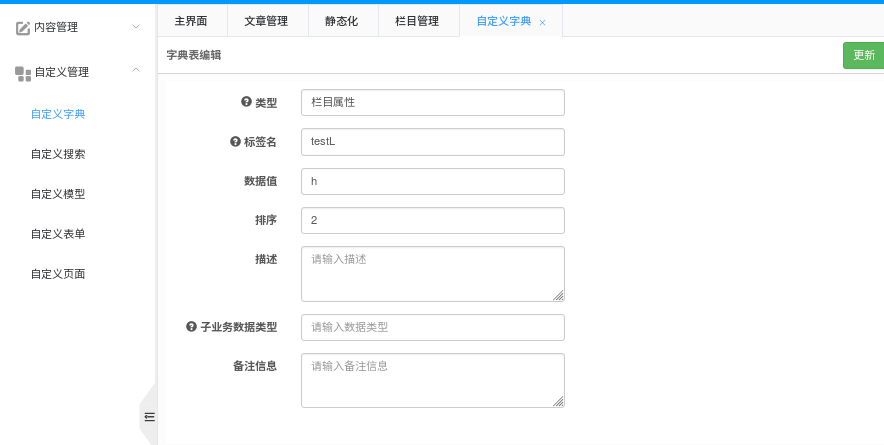 主界面 文章管理 静态化 栏目管理 自定义字典 ×
内容管理
自定义管理
自定义字典
自定义搜索
自定义模型
自定义表单
自定义页面
字典表编辑 更新
类型 栏目属性
标签名 testL
数据值 h
排序 2
描述 请输入描述
子业务数据类型 请输入数据类型
备注信息 请输入备注信息